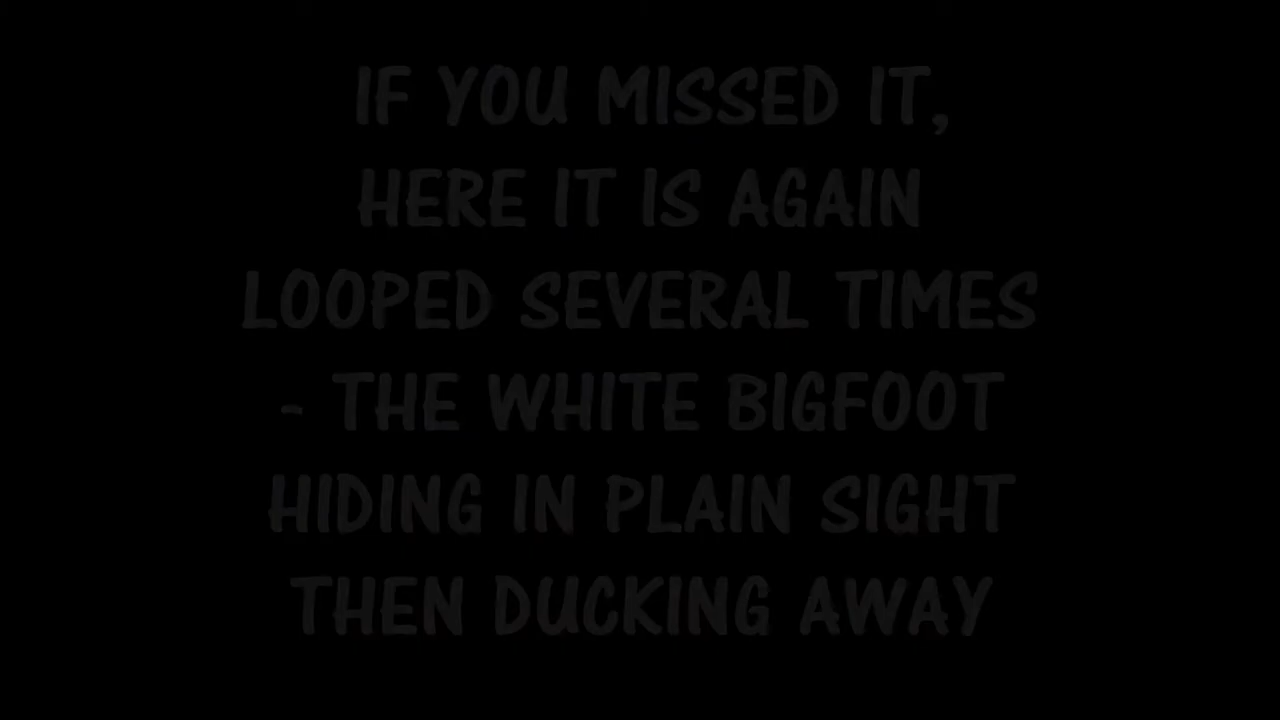 IF YOU MISSED IT,
HERE IT IS AGAIN
LOOPED SEVERAL TIMES
- THE WHITE BIGFOOT
HIDING IN PLAIN SIGHT
THEN DUCKING AWAY